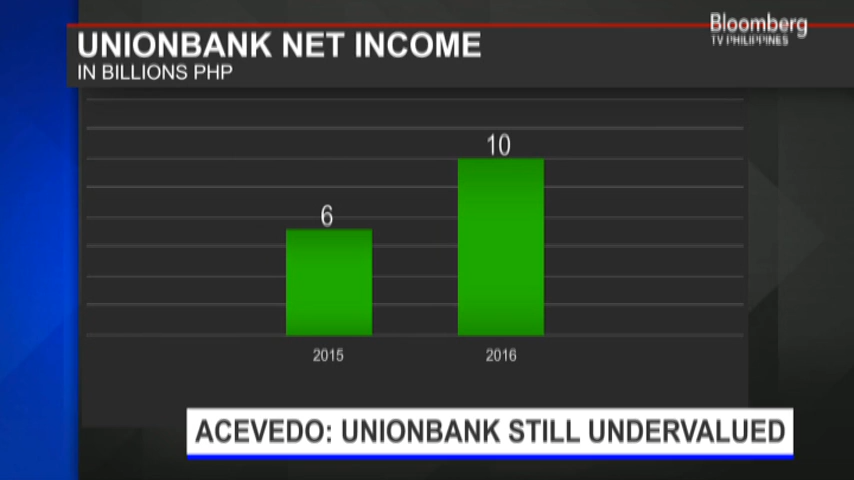 UNIONBANK NET INCOME
IN BILLIONS PHP
Bloomberg
TV PHILIPPINES
10
6
2015
2016
ACEVEDO: UNIONBANK STILL UNDERVALUED